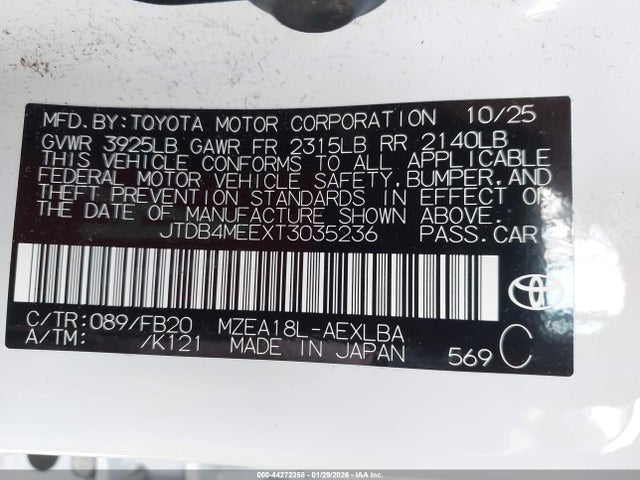 MFD.BY:TOYOTA MOTOR CORPORATION 10/25
GVWR 3925LB GAWR FR 2315LB RR 2140LB
THIS VEHICLE CONFORMS TO ALL APPLICABLE
FEDERAL MOTOR VEHICLE SAFETY,BUMPER,AND
THEFT PREVENTION STANDARDS IN EFFECT ON
THE DATE OF MANUFACTURE SHOWN ABOVE.
JTDB4MEEXT3035236 PASS.CAR
C/TR:089/FB20 MZEA18L-AEXLBA
A/TM: /K121 MADE IN JAPAN 569 C
000-44272358 - 01/29/2026 - IAA, Inc.